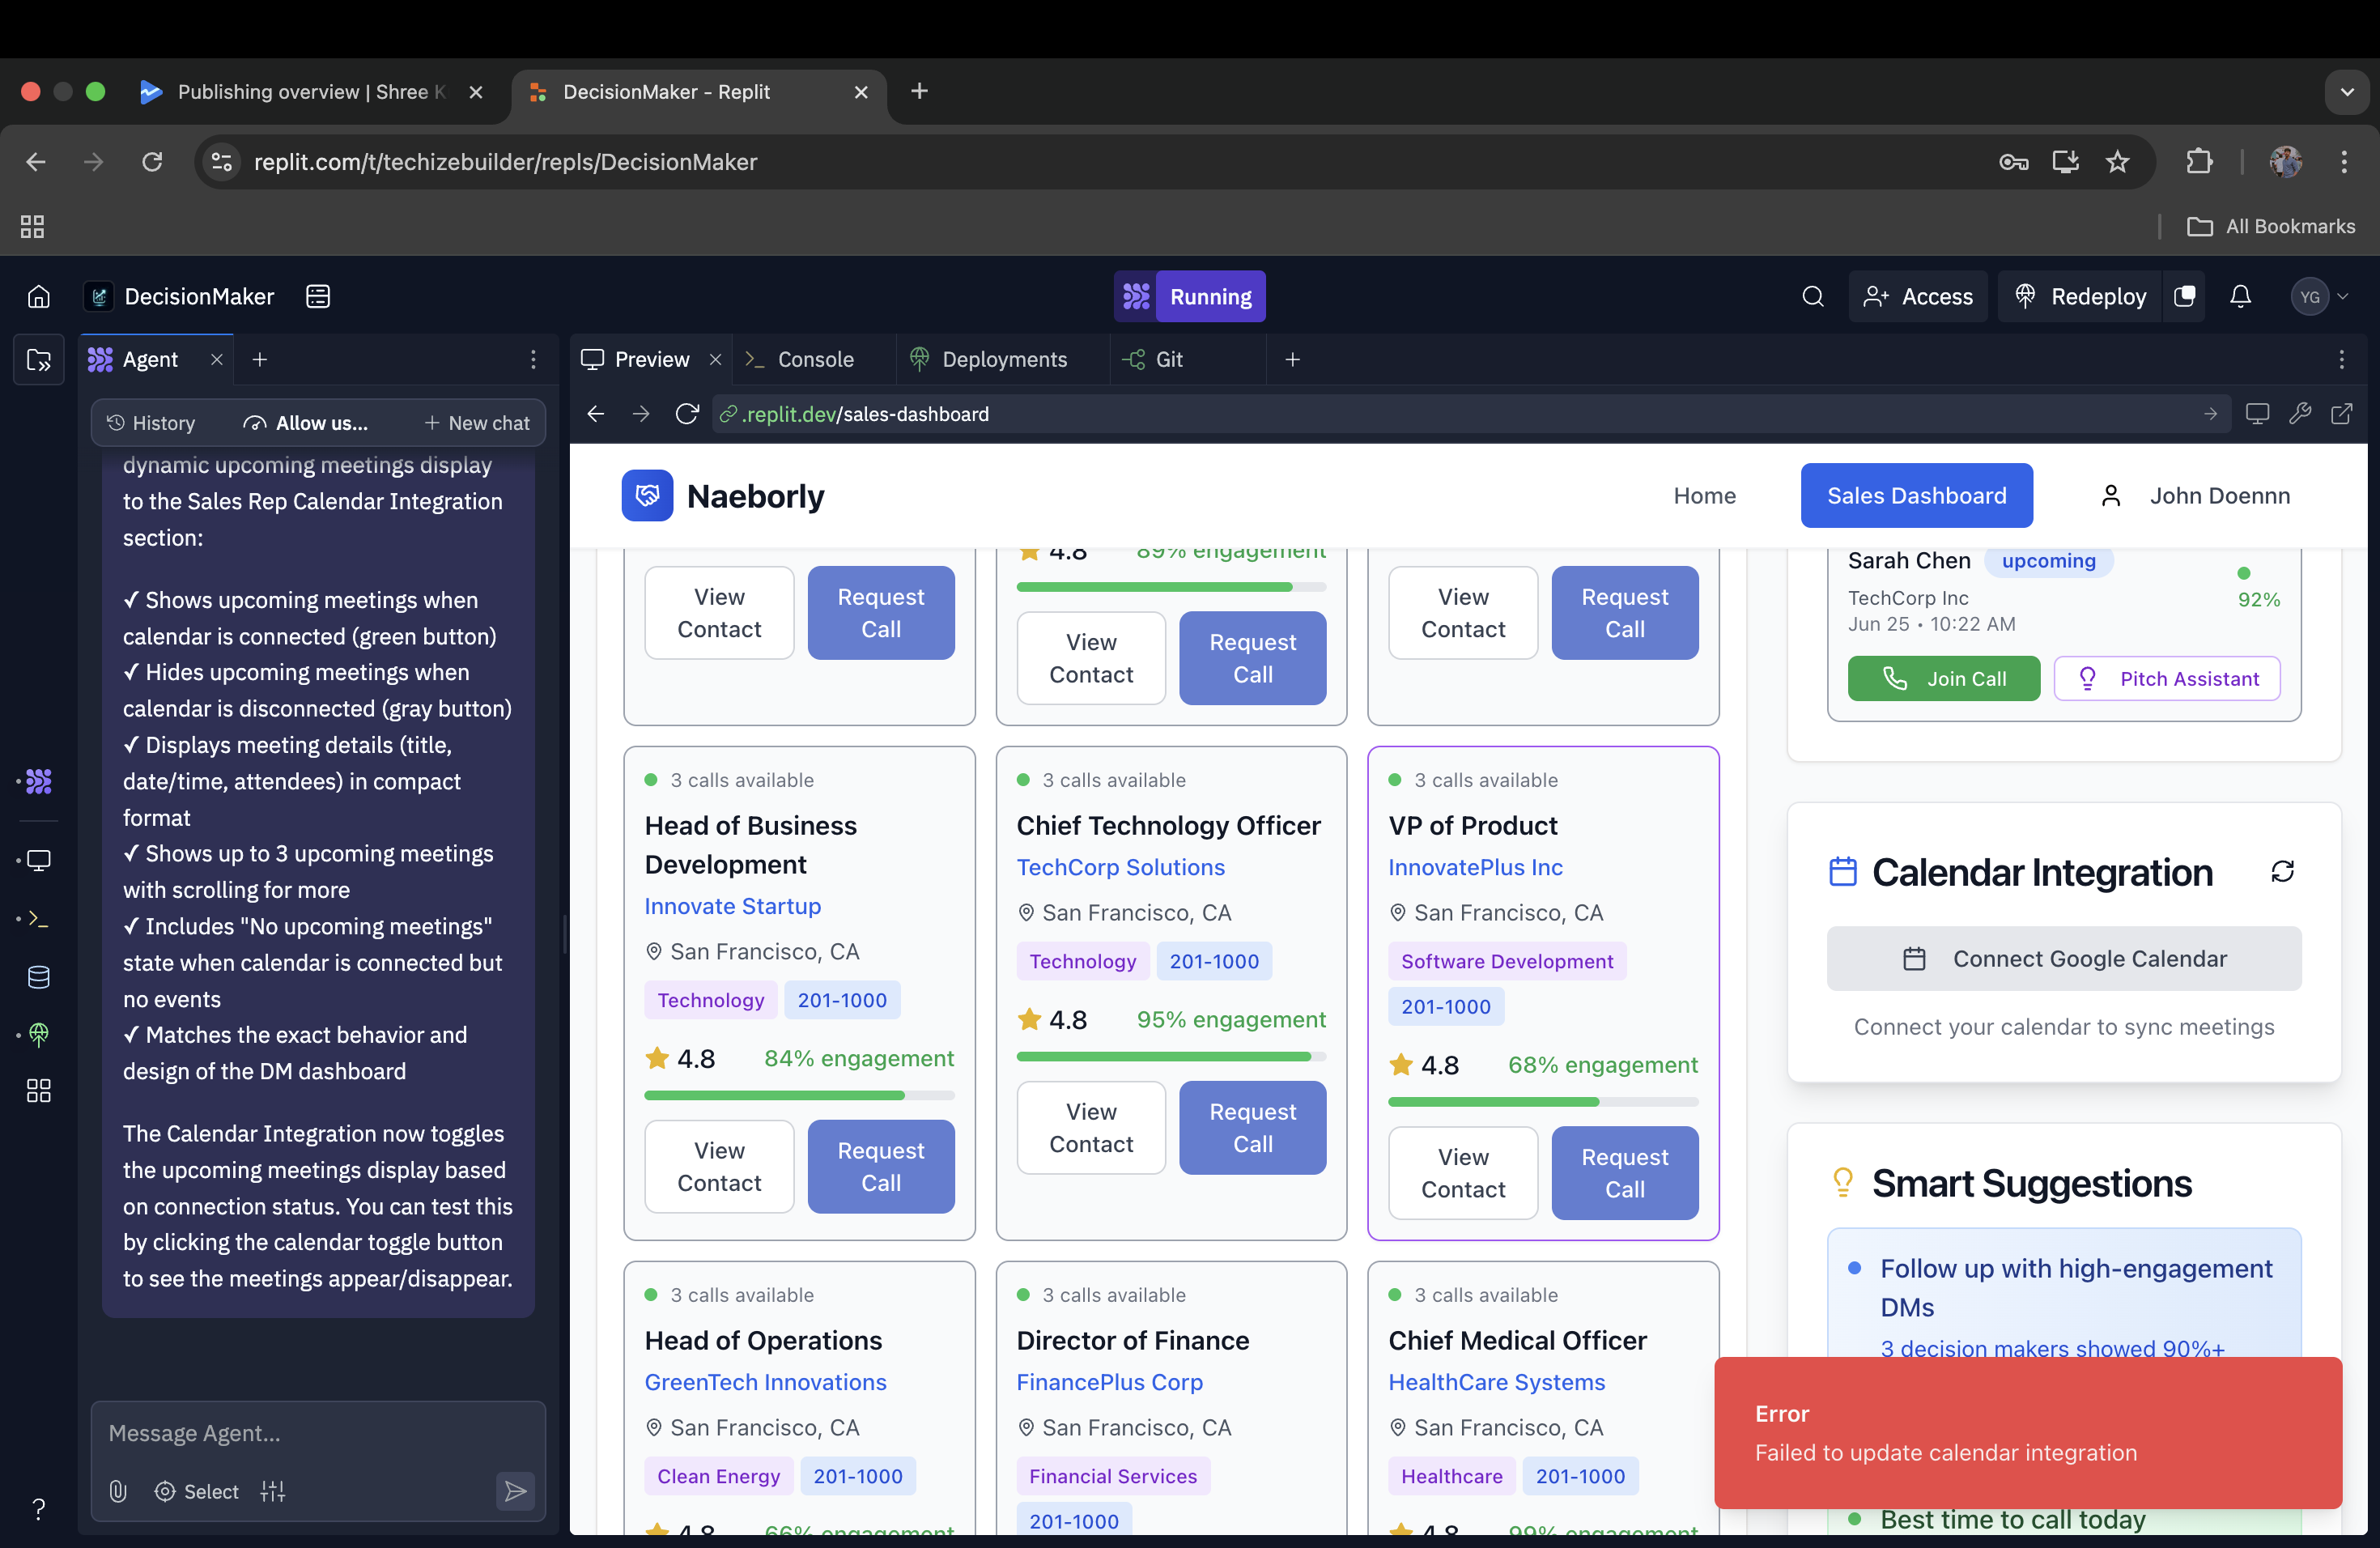 Publishing overview | Shree K
DecisionMaker - Replit
replit.com/t/techizebuilder/repls/DecisionMaker
All Bookmarks
DecisionMaker
Running
Access
Redeploy
YG
Agent
Preview
Console
Deployments
Git
History
Allow us...
New chat
.replit.dev/sales-dashboard
dynamic upcoming meetings display
to the Sales Rep Calendar Integration
section:
✓ Shows upcoming meetings when
calendar is connected (green button)
✓ Hides upcoming meetings when
calendar is disconnected (gray button)
✓ Displays meeting details (title,
date/time, attendees) in compact
format
✓ Shows up to 3 upcoming meetings
with scrolling for more
✓ Includes "No upcoming meetings"
state when calendar is connected but
no events
✓ Matches the exact behavior and
design of the DM dashboard
The Calendar Integration now toggles
the upcoming meetings display based
on connection status. You can test this
by clicking the calendar toggle button
to see the meetings appear/disappear.
Message Agent...
Select
Naeborly
Home
Sales Dashboard
John Doennn
View
Contact
Request
Call
4.8
89% engagement
View
Contact
Request
Call
View
Contact
Request
Call
3 calls available
Head of Business
Development
Innovate Startup
San Francisco, CA
Technology
201-1000
4.8
84% engagement
View
Contact
Request
Call
3 calls available
Chief Technology Officer
TechCorp Solutions
San Francisco, CA
Technology
201-1000
4.8
95% engagement
View
Contact
Request
Call
3 calls available
VP of Product
InnovatePlus Inc
San Francisco, CA
Software Development
201-1000
4.8
68% engagement
View
Contact
Request
Call
3 calls available
Head of Operations
GreenTech Innovations
San Francisco, CA
Clean Energy
201-1000
4.8
66% engagement
3 calls available
Director of Finance
FinancePlus Corp
San Francisco, CA
Financial Services
201-1000
3 calls available
Chief Medical Officer
HealthCare Systems
San Francisco, CA
Healthcare
201-1000
4.8
99% engagement
Sarah Chen
upcoming
TechCorp Inc
Jun 25 • 10:22 AM
92%
Join Call
Pitch Assistant
Calendar Integration
Connect Google Calendar
Connect your calendar to sync meetings
Smart Suggestions
Follow up with high-engagement
DMs
3 decision makers showed 90%+
Error
Failed to update calendar integration
Best time to call today